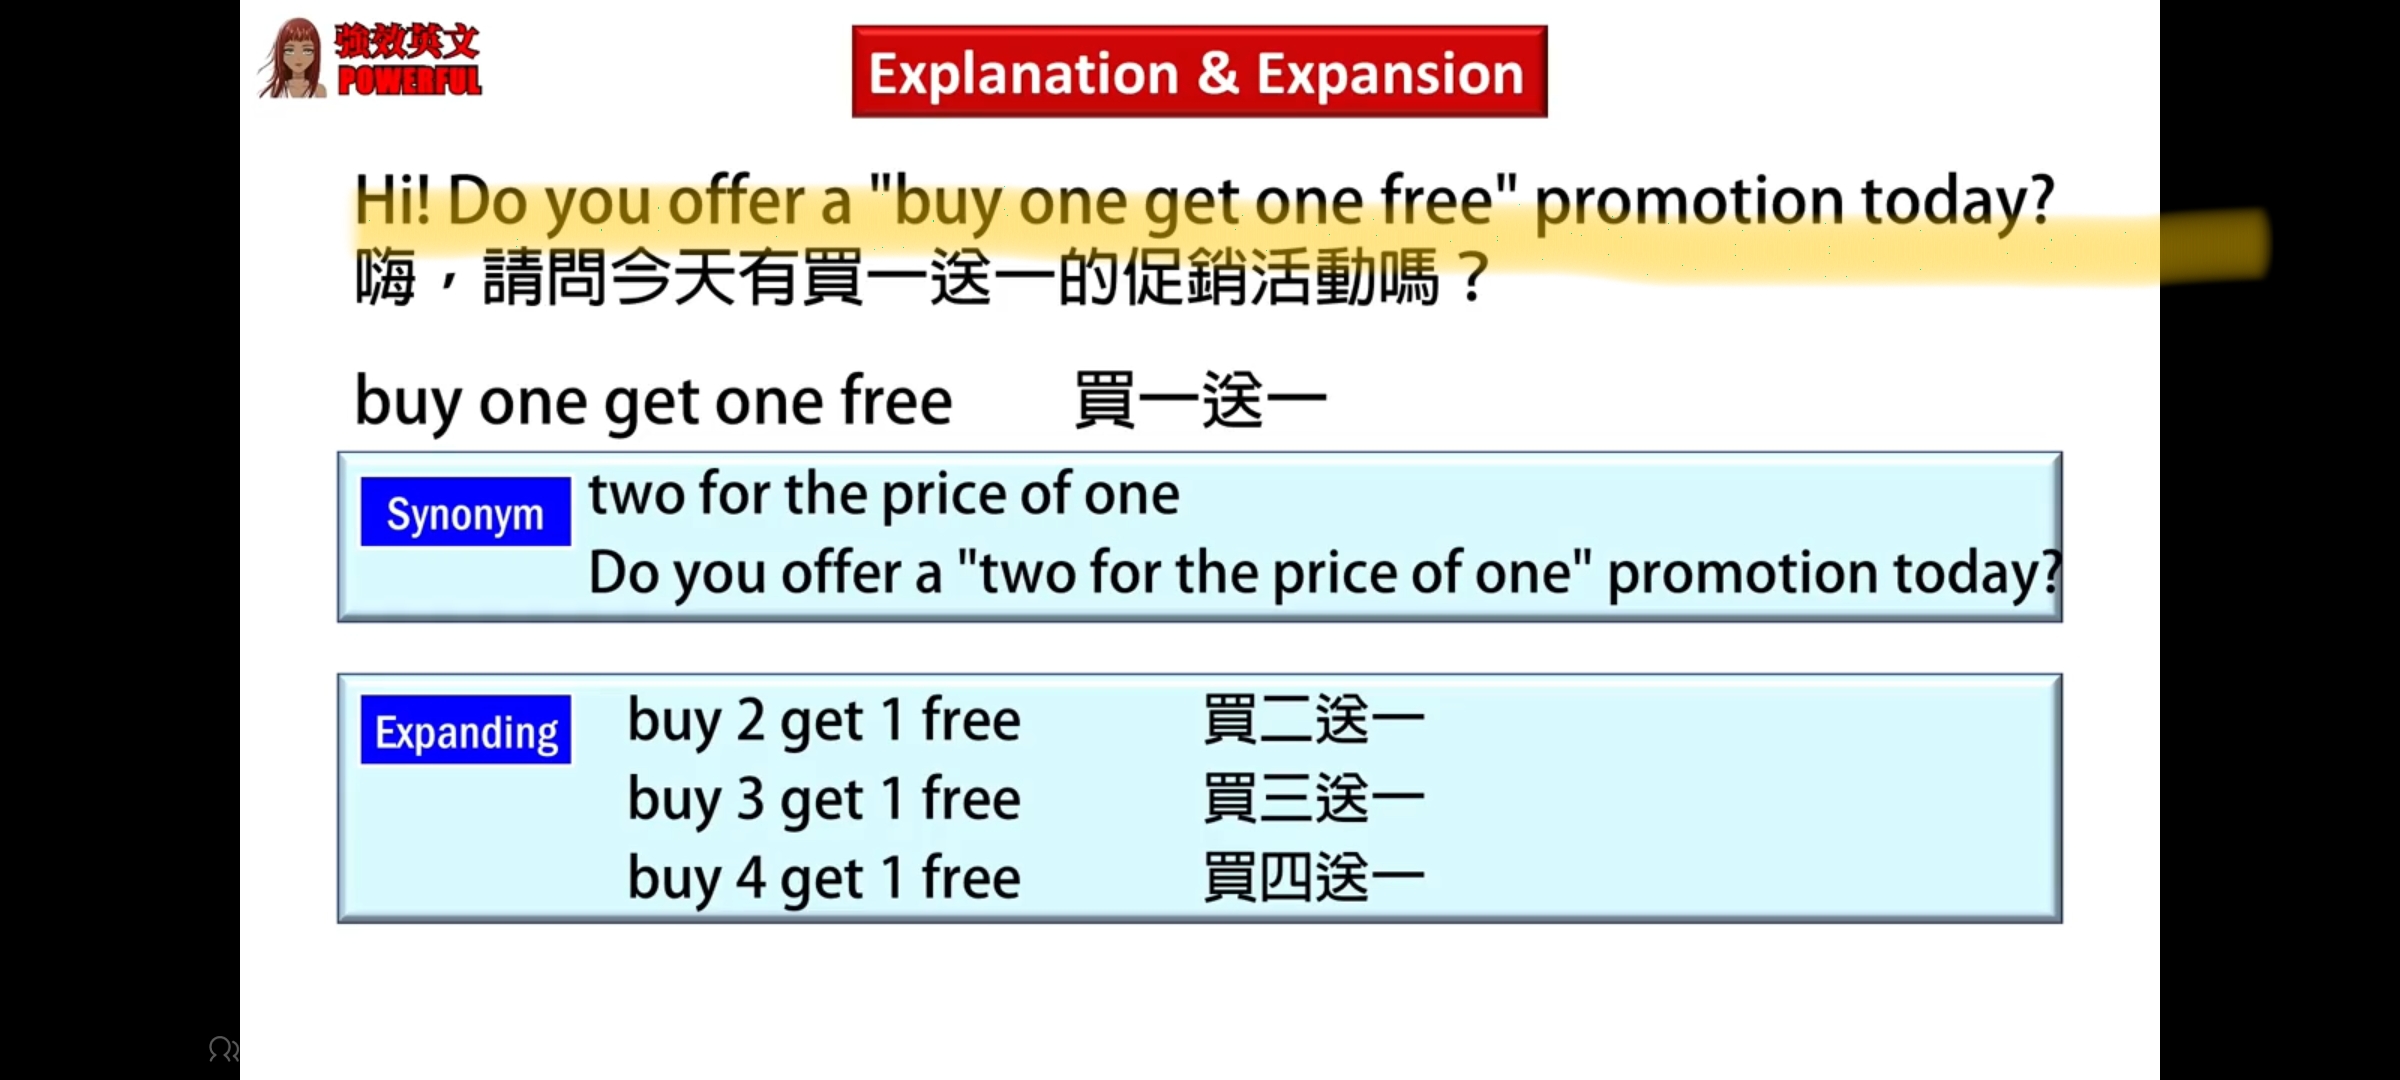 強效英文
POWERFUL
Explanation & Expansion
Hi! Do you offer a "buy one get one free" promotion today?
嗨，請問今天有買一送一的促銷活動嗎？
buy one get one free 買一送一
Synonym two for the price of one
Do you offer a "two for the price of one" promotion today?
Expanding buy 2 get 1 free 買二送一
buy 3 get 1 free 買三送一
buy 4 get 1 free 買四送一